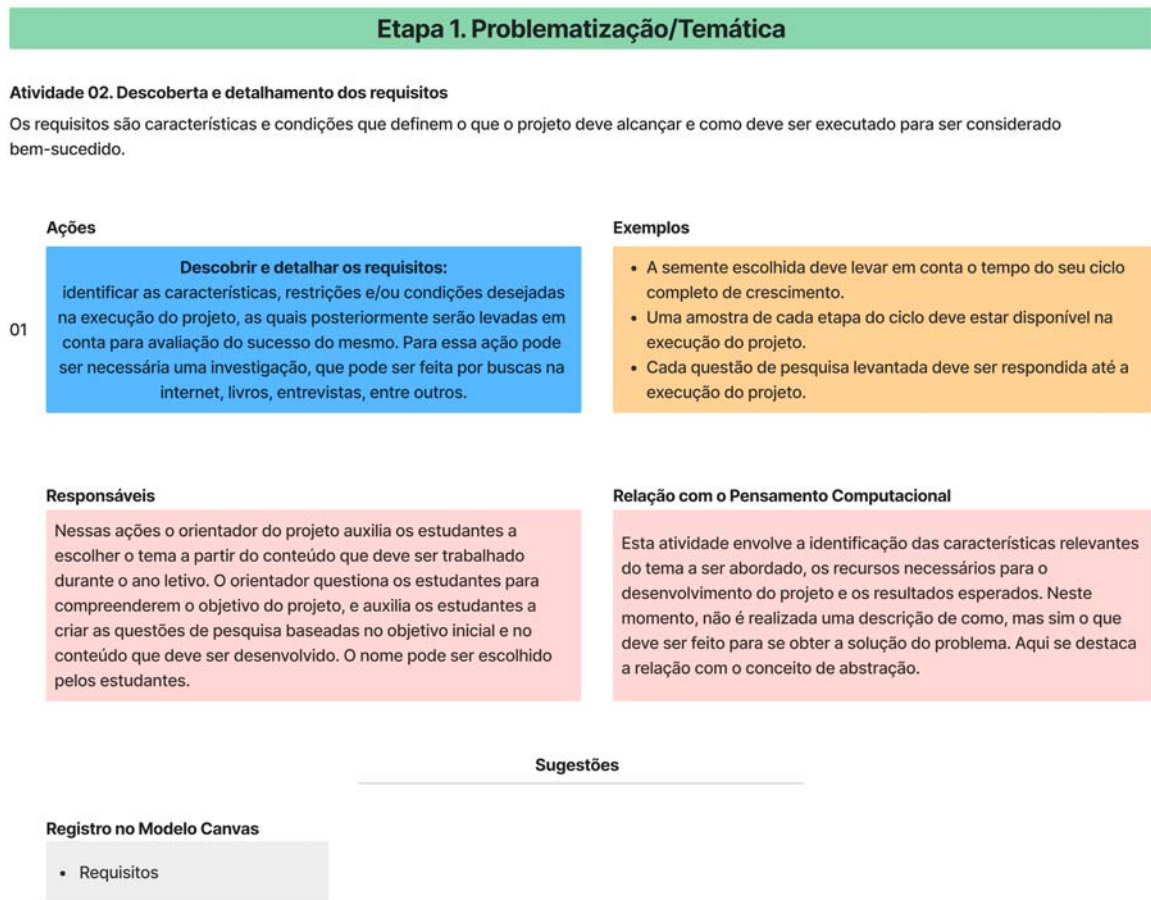 Etapa 1. Problematização/Temática
Atividade 02. Descoberta e detalhamento dos requisitos
Os requisitos são características e condições que definem o que o projeto deve alcançar e como deve ser executado para ser considerado
bem-sucedido.
Ações
01
Descobrir e detalhar os requisitos:
identificar as características, restrições e/ou condições desejadas
na execução do projeto, as quais posteriormente serão levadas em
conta para avaliação do sucesso do mesmo. Para essa ação pode
ser necessária uma investigação, que pode ser feita por buscas na
internet, livros, entrevistas, entre outros.
Exemplos
• A semente escolhida deve levar em conta o tempo do seu ciclo
completo de crescimento.
• Uma amostra de cada etapa do ciclo deve estar disponível na
execução do projeto.
• Cada questão de pesquisa levantada deve ser respondida até a
execução do projeto.
Responsáveis
Nessas ações o orientador do projeto auxilia os estudantes a
escolher o tema a partir do conteúdo que deve ser trabalhado
durante o ano letivo. O orientador questiona os estudantes para
compreenderem o objetivo do projeto, e auxilia os estudantes a
criar as questões de pesquisa baseadas no objetivo inicial e no
conteúdo que deve ser desenvolvido. O nome pode ser escolhido
pelos estudantes.
Relação com o Pensamento Computacional
Esta atividade envolve a identificação das características relevantes
do tema a ser abordado, os recursos necessários para o
desenvolvimento do projeto e os resultados esperados. Neste
momento, não é realizada uma descrição de como, mas sim o que
deve ser feito para se obter a solução do problema. Aqui se destaca
a relação com o conceito de abstração.
Sugestões
Registro no Modelo Canvas
• Requisitos